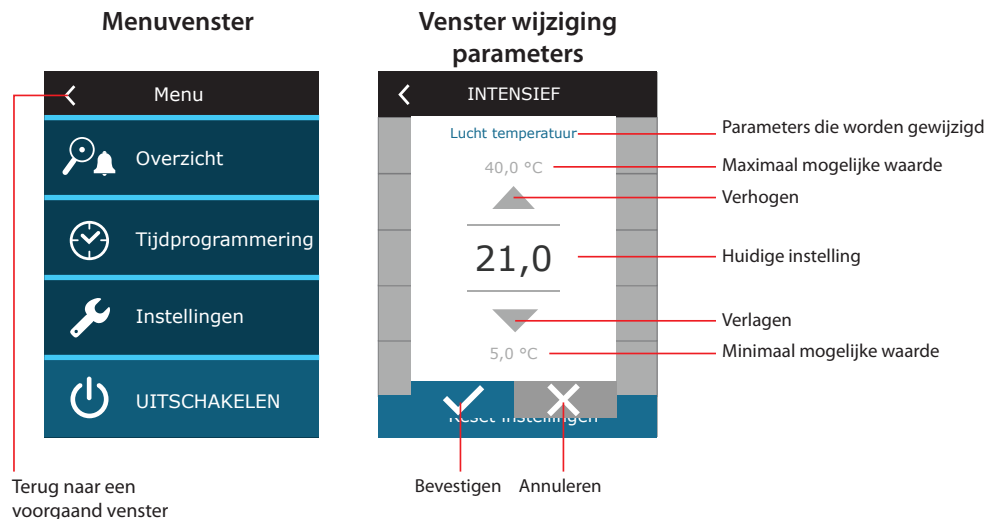 Menuvenster
Menu
Overzicht
Tijdprogrammering
Instellingen
UITSCHAKELEN
Terug naar een
voorgaand venster
Venster wijziging
parameters
INTENSIEF
Lucht temperatuur
40,0 °C
21,0
5,0 °C
Reset instellingen
Parameters die worden gewijzigd
Maximaal mogelijke waarde
Verhogen
Huidige instelling
Verlagen
Minimaal mogelijke waarde
Bevestigen
Annuleren